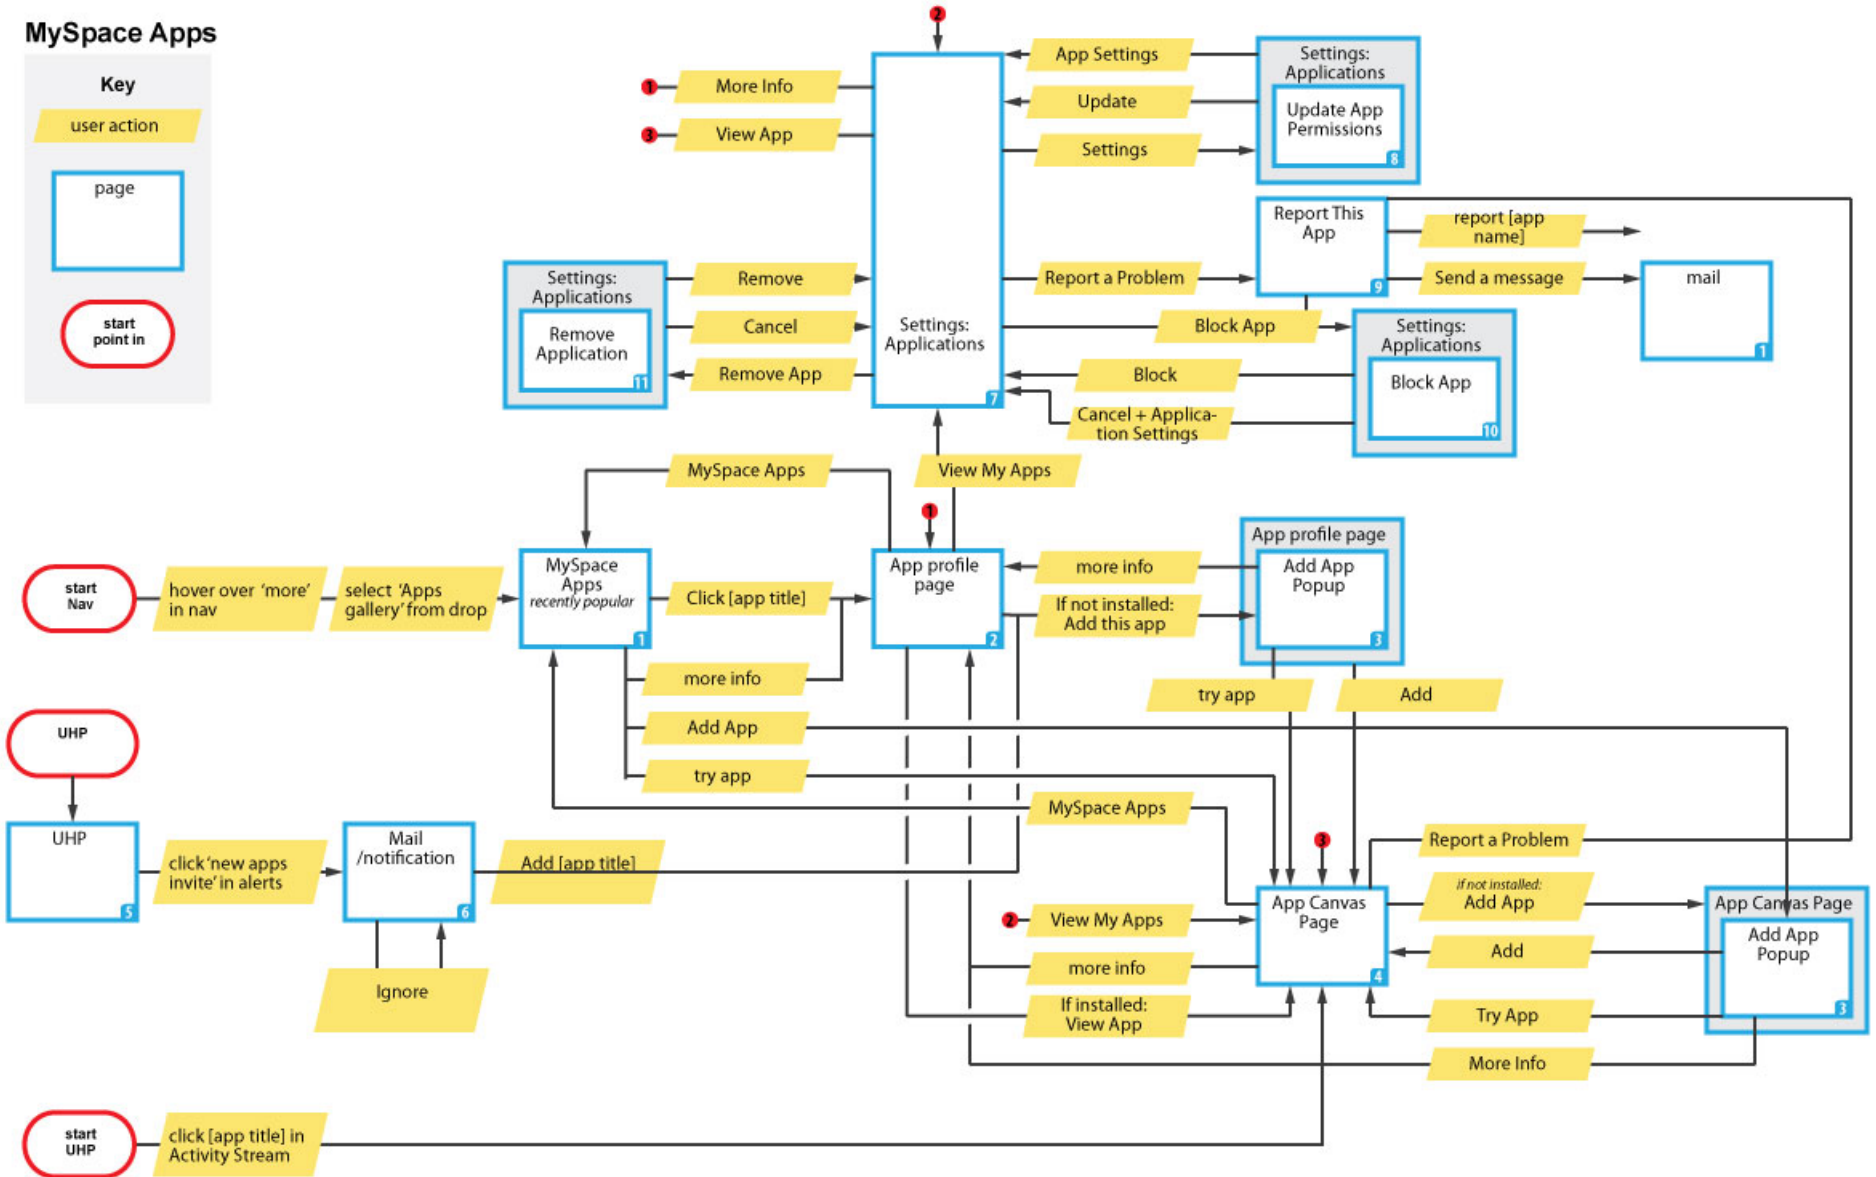 MySpace Apps
Key
user action
page
start
point in
2
1
More Info
3
View App
App Settings
Update
Settings
Settings:
Applications
Update App
Permissions
8
Report This
App
9
report [app
name]
Send a message
mail
1
Settings:
Applications
Remove
Application
11
Remove
Cancel
Remove App
Settings:
Applications
7
Report a Problem
Block App
Block
Cancel + Applica-
tion Settings
Settings:
Applications
Block App
10
MySpace Apps
View My Apps
1
start
Nav
hover over ‘more’
in nav
select ‘Apps
gallery’ from drop
MySpace
Apps
recently popular
1
Click [app title]
App profile
page
2
more info
If not installed:
Add this app
App profile page
Add App
Popup
3
more info
Add App
try app
try app
Add
UHP
UHP
5
click ‘new apps
invite’ in alerts
Mail
/notification
6
Add [app title]
Ignore
MySpace Apps
3
Report a Problem
2
View My Apps
more info
If installed:
View App
App Canvas
Page
4
if not installed:
Add App
Add
Try App
More Info
App Canvas Page
Add App
Popup
3
start
UHP
click [app title] in
Activity Stream